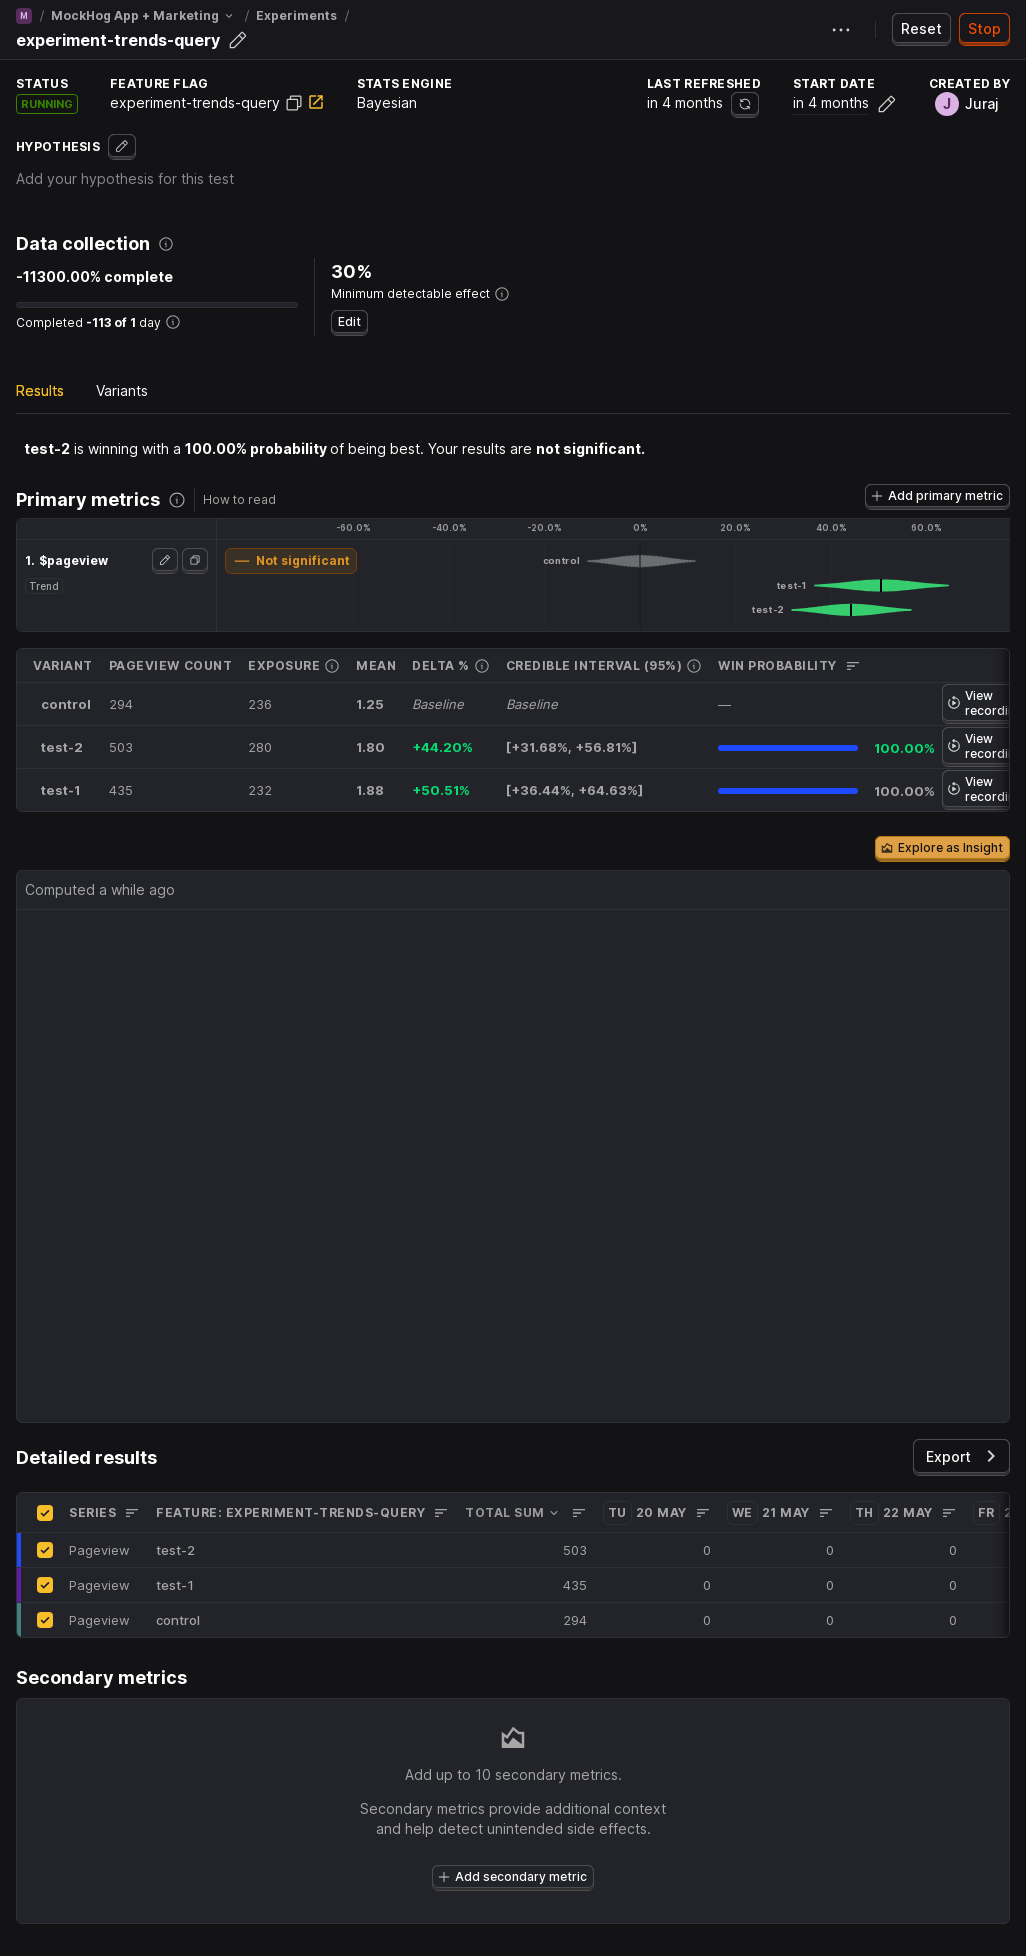 M / MockHog App + Marketing / Experiments /
experiment-trends-query
Reset
Stop
STATUS
RUNNING
FEATURE FLAG
experiment-trends-query
STATS ENGINE
Bayesian
LAST REFRESHED
in 4 months
START DATE
in 4 months
CREATED BY
J Juraj
HYPOTHESIS
Add your hypothesis for this test
Data collection
-11300.00% complete
Completed -113 of 1 day
30%
Minimum detectable effect
Edit
Results Variants
test-2 is winning with a 100.00% probability of being best. Your results are not significant.
Primary metrics How to read
Add primary metric
-60.0% -40.0% -20.0% 0% 20.0% 40.0% 60.0%
1. $pageview
Trend
— Not significant
control
test-1
test-2
VARIANT PAGEVIEW COUNT EXPOSURE MEAN DELTA % CREDIBLE INTERVAL (95%) WIN PROBABILITY
control 294 236 1.25 Baseline Baseline — View recordi
test-2 503 280 1.80 +44.20% [+31.68%, +56.81%] 100.00% View recordi
test-1 435 232 1.88 +50.51% [+36.44%, +64.63%] 100.00% View recordi
Explore as Insight
Computed a while ago
Detailed results
Export
SERIES FEATURE: EXPERIMENT-TRENDS-QUERY TOTAL SUM TU 20 MAY WE 21 MAY TH 22 MAY FR 2
Pageview test-2 503 0 0 0
Pageview test-1 435 0 0 0
Pageview control 294 0 0 0
Secondary metrics
Add up to 10 secondary metrics.
Secondary metrics provide additional context
and help detect unintended side effects.
Add secondary metric